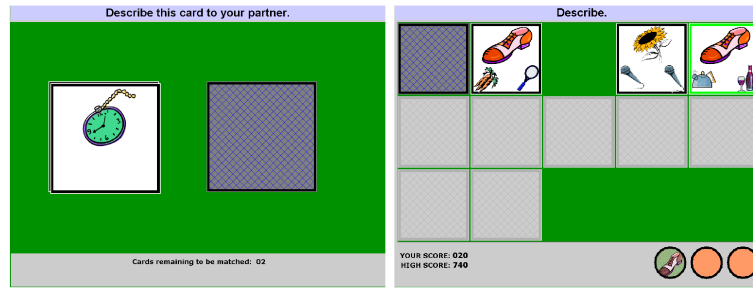 Describe this card to your partner.
Cards remaining to be matched: 02
Describe.
YOUR SCORE: 020
HIGH SCORE: 740